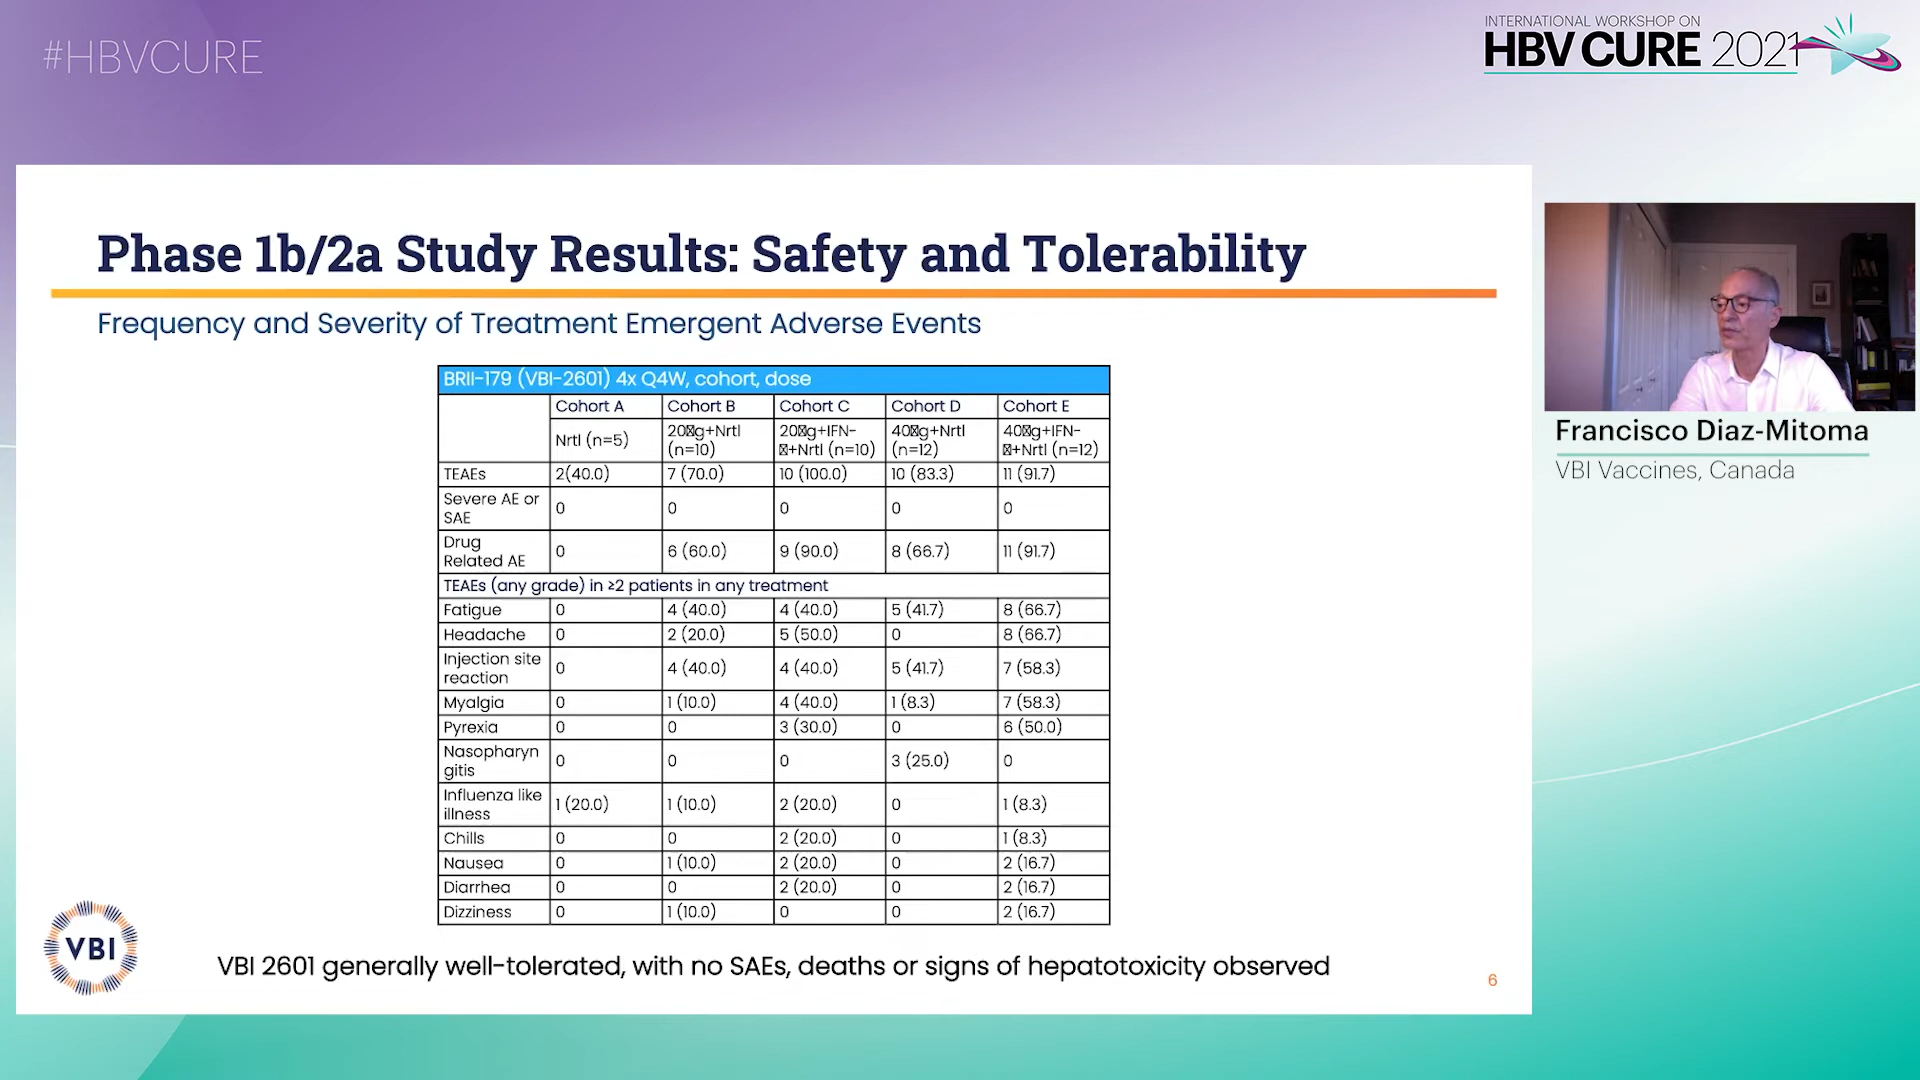 #HBVCURE
INTERNATIONAL WORKSHOP ON
HBV CURE 2021
Phase 1b/2a Study Results: Safety and Tolerability
Frequency and Severity of Treatment Emergent Adverse Events
BRII-179 (VBI-2601) 4x Q4W, cohort, dose
Cohort A Cohort B Cohort C Cohort D Cohort E
NrtI (n=5) 20☒g+NrtI (n=10) 20☒g+IFN-☒+NrtI (n=10) 40☒g+NrtI (n=12) 40☒g+IFN-☒+NrtI (n=12)
TEAEs 2(40.0) 7 (70.0) 10 (100.0) 10 (83.3) 11 (91.7)
Severe AE or SAE 0 0 0 0 0
Drug Related AE 0 6 (60.0) 9 (90.0) 8 (66.7) 11 (91.7)
TEAEs (any grade) in ≥2 patients in any treatment
Fatigue 0 4 (40.0) 4 (40.0) 5 (41.7) 8 (66.7)
Headache 0 2 (20.0) 5 (50.0) 0 8 (66.7)
Injection site reaction 0 4 (40.0) 4 (40.0) 5 (41.7) 7 (58.3)
Myalgia 0 1 (10.0) 4 (40.0) 1 (8.3) 7 (58.3)
Pyrexia 0 0 3 (30.0) 0 6 (50.0)
Nasopharyngitis 0 0 0 3 (25.0) 0
Influenza like illness 1 (20.0) 1 (10.0) 2 (20.0) 0 1 (8.3)
Chills 0 0 2 (20.0) 0 1 (8.3)
Nausea 0 1 (10.0) 2 (20.0) 0 2 (16.7)
Diarrhea 0 0 2 (20.0) 0 2 (16.7)
Dizziness 0 1 (10.0) 0 0 2 (16.7)
VBI
VBI 2601 generally well-tolerated, with no SAEs, deaths or signs of hepatotoxicity observed
6
Francisco Diaz-Mitoma
VBI Vaccines, Canada